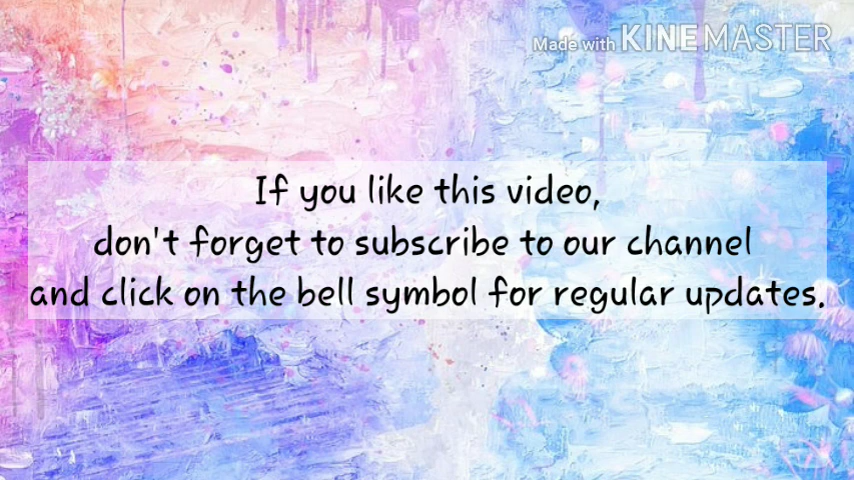 Made with KINEMASTER
If you like this video,
don't forget to subscribe to our channel
and click on the bell symbol for regular updates.